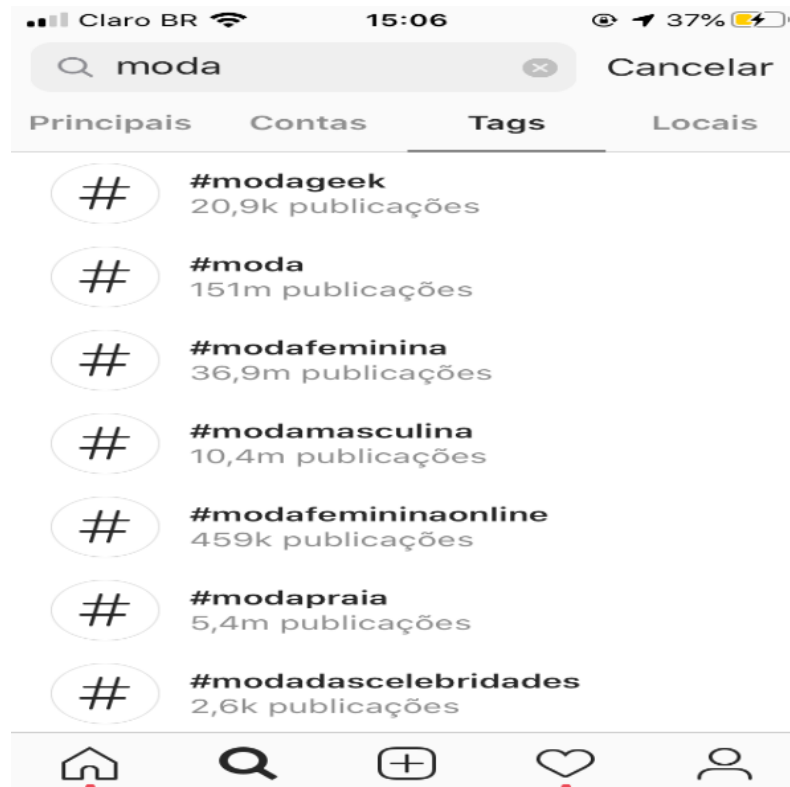 Claro BR 15:06 37%
moda Cancelar
Principais Contas Tags Locais
#modageek
20,9k publicações
#moda
151m publicações
#modafeminina
36,9m publicações
#modamasculina
10,4m publicações
#modafemininaonline
459k publicações
#modapraia
5,4m publicações
#modadascelebridades
2,6k publicações